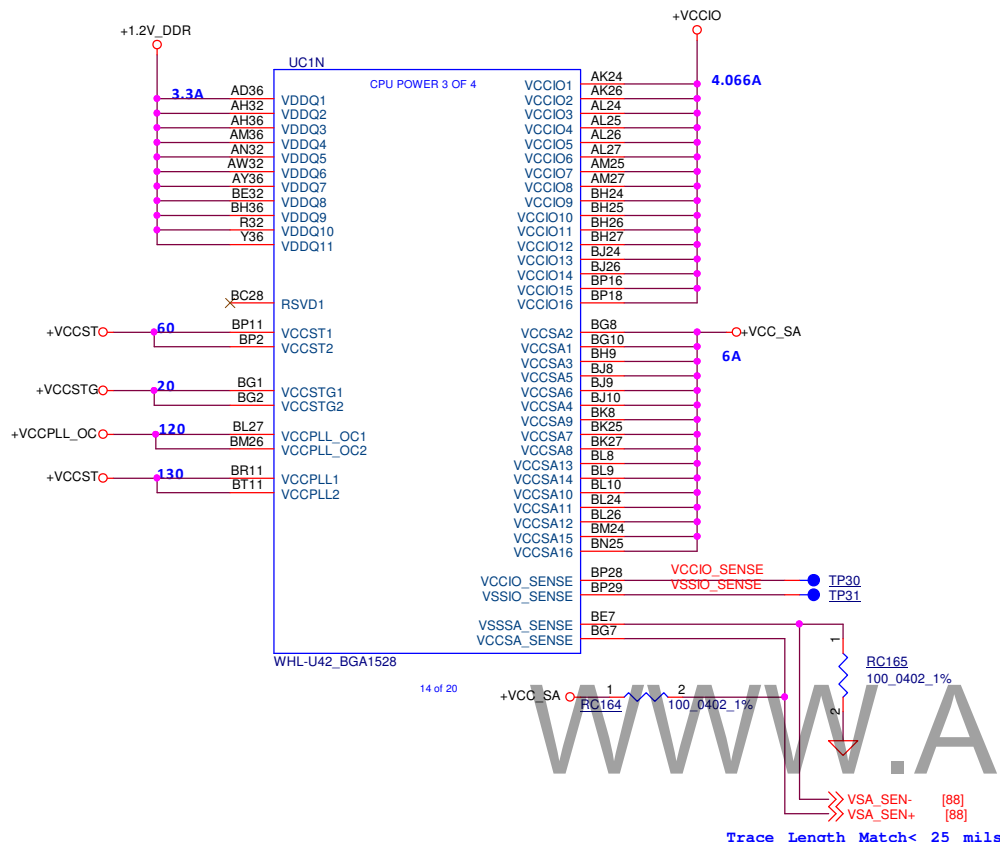 +1.2V_DDR
+VCCIO
UC1N
CPU POWER 3 OF 4
3.3A
4.066A
AD36 VDDQ1
AH32 VDDQ2
AH36 VDDQ3
AM36 VDDQ4
AN32 VDDQ5
AW32 VDDQ6
AY36 VDDQ7
BE32 VDDQ8
BH36 VDDQ9
R32 VDDQ10
Y36 VDDQ11
BC28 RSVD1
+VCCST 60 BP11 VCCST1
BP2 VCCST2
+VCCSTG 20 BG1 VCCSTG1
BG2 VCCSTG2
+VCCPLL_OC 120 BL27 VCCPLL_OC1
BM26 VCCPLL_OC2
+VCCST 130 BR11 VCCPLL1
BT11 VCCPLL2
VCCIO1 AK24
VCCIO2 AK26
VCCIO3 AL24
VCCIO4 AL25
VCCIO5 AL26
VCCIO6 AL27
VCCIO7 AM25
VCCIO8 AM27
VCCIO9 BH24
VCCIO10 BH25
VCCIO11 BH26
VCCIO12 BH27
VCCIO13 BJ24
VCCIO14 BJ26
VCCIO15 BP16
VCCIO16 BP18
VCCSA2 BG8 +VCC_SA
VCCSA1 BG10 6A
VCCSA3 BH9
VCCSA5 BJ8
VCCSA6 BJ9
VCCSA4 BJ10
VCCSA9 BK8
VCCSA7 BK25
VCCSA8 BK27
VCCSA13 BL8
VCCSA14 BL9
VCCSA10 BL10
VCCSA11 BL24
VCCSA12 BL26
VCCSA15 BM24
VCCSA16 BN25
VCCIO_SENSE BP28 VCCIO_SENSE TP30
VSSIO_SENSE BP29 VSSIO_SENSE TP31
VSSSA_SENSE BE7
VCCSA_SENSE BG7
WHL-U42_BGA1528
14 of 20
1
RC165
100_0402_1%
2
+VCC_SA 1 2
RC164 100_0402_1%
WWW.A
VSA_SEN- [88]
VSA_SEN+ [88]
Trace Length Match< 25 mils